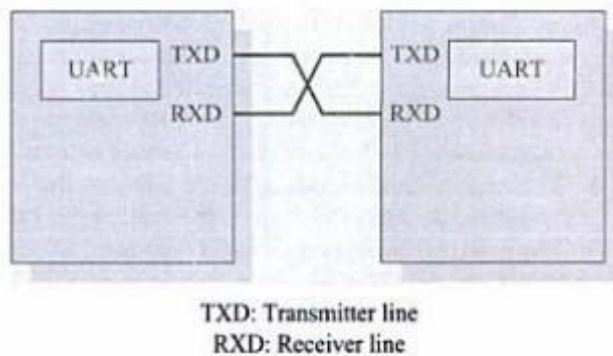 TXD TXD
UART UART
RXD RXD
TXD: Transmitter line
RXD: Receiver line